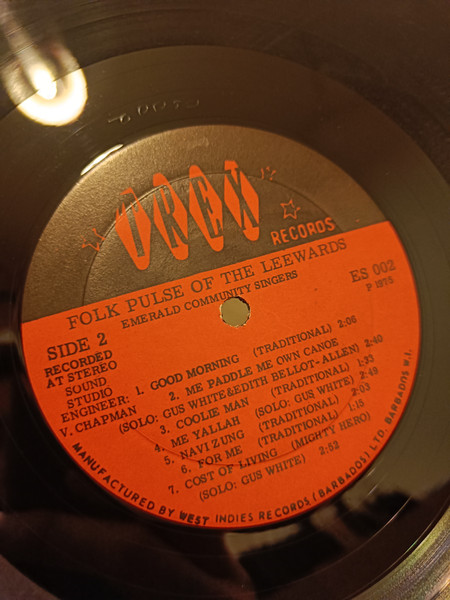 TREX
RECORDS
FOLK PULSE OF THE LEEWARDS
EMERALD COMMUNITY SINGERS
ES 002
P 1975
SIDE 2
RECORDED
AT STEREO
SOUND
STUDIO
ENGINEER:
V. CHAPMAN
1. GOOD MORNING (TRADITIONAL) 2:06
2. ME PADDLE ME OWN CANOE
(SOLO: GUS WHITE&EDITH BELLOT-ALLEN) 2:40
3. COOLIE MAN (TRADITIONAL) 1:33
4. ME YALLAH (SOLO: GUS WHITE) 2:49
5. NAVIZUNG (TRADITIONAL) 2:03
6. FOR ME (TRADITIONAL) 1:15
7. COST OF LIVING (MIGHTY HERO)
(SOLO: GUS WHITE) 2:52
MANUFACTURED BY WEST INDIES RECORDS (BARBADOS) LTD. BARBADOS W.I.